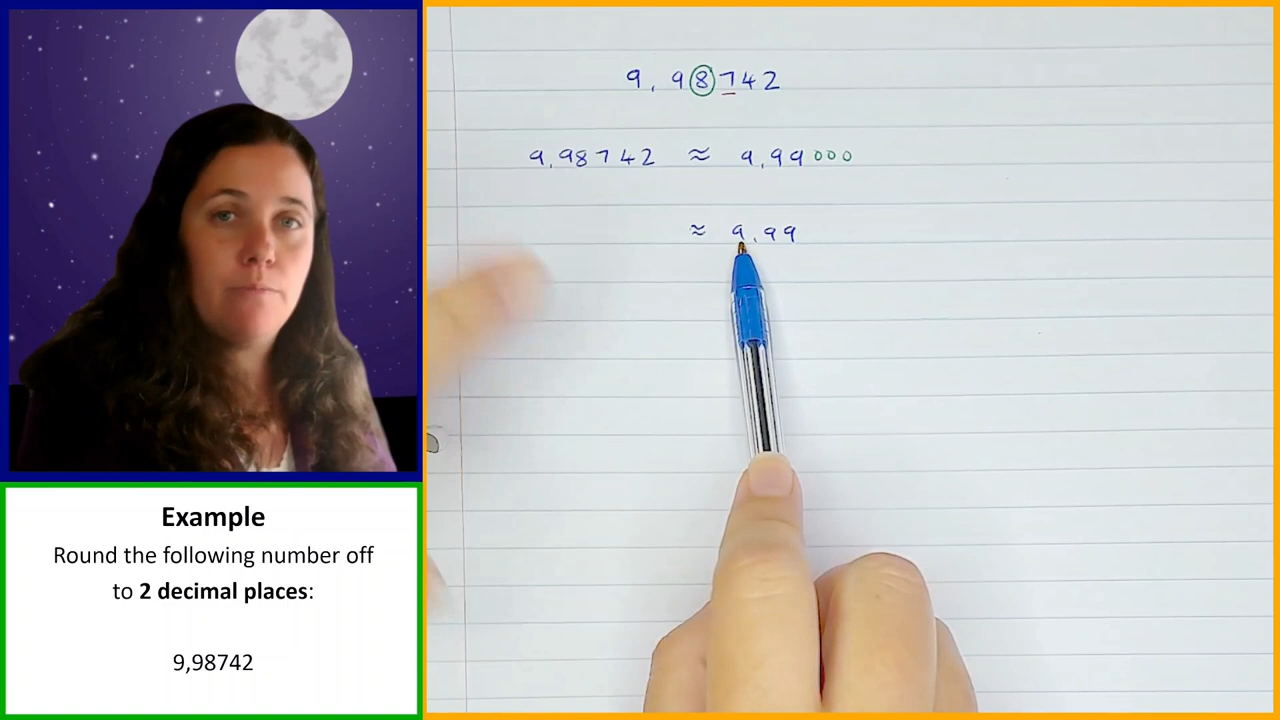 Example
Round the following number off
to 2 decimal places:
9,98742
9,98742
9,98742 ≈ 9,99000
≈ 9,99